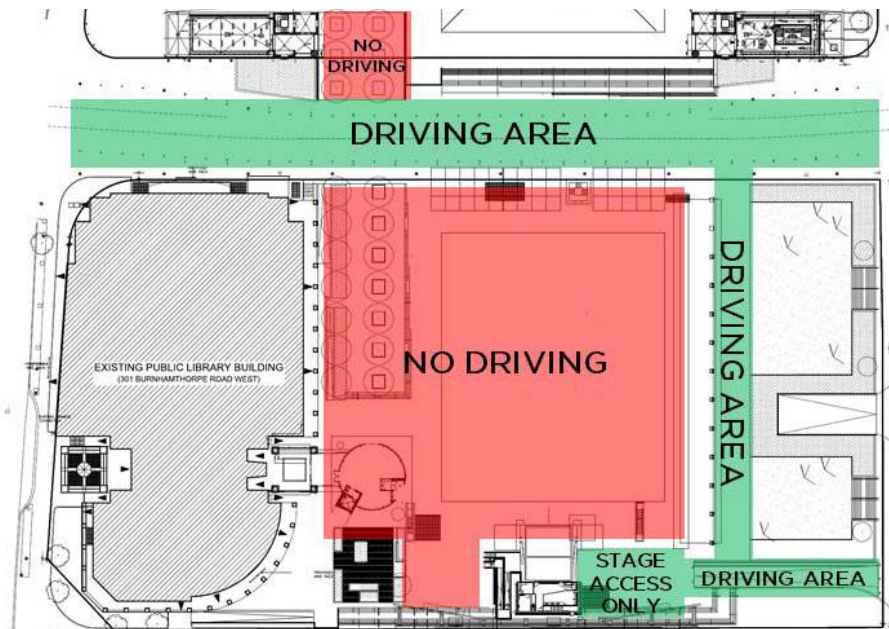 NO
DRIVING
DRIVING AREA
EXISTING PUBLIC LIBRARY BUILDING
(301 BURNHAMTHORPE ROAD WEST)
NO DRIVING
DRIVING AREA
STAGE
ACCESS
ONLY
DRIVING AREA